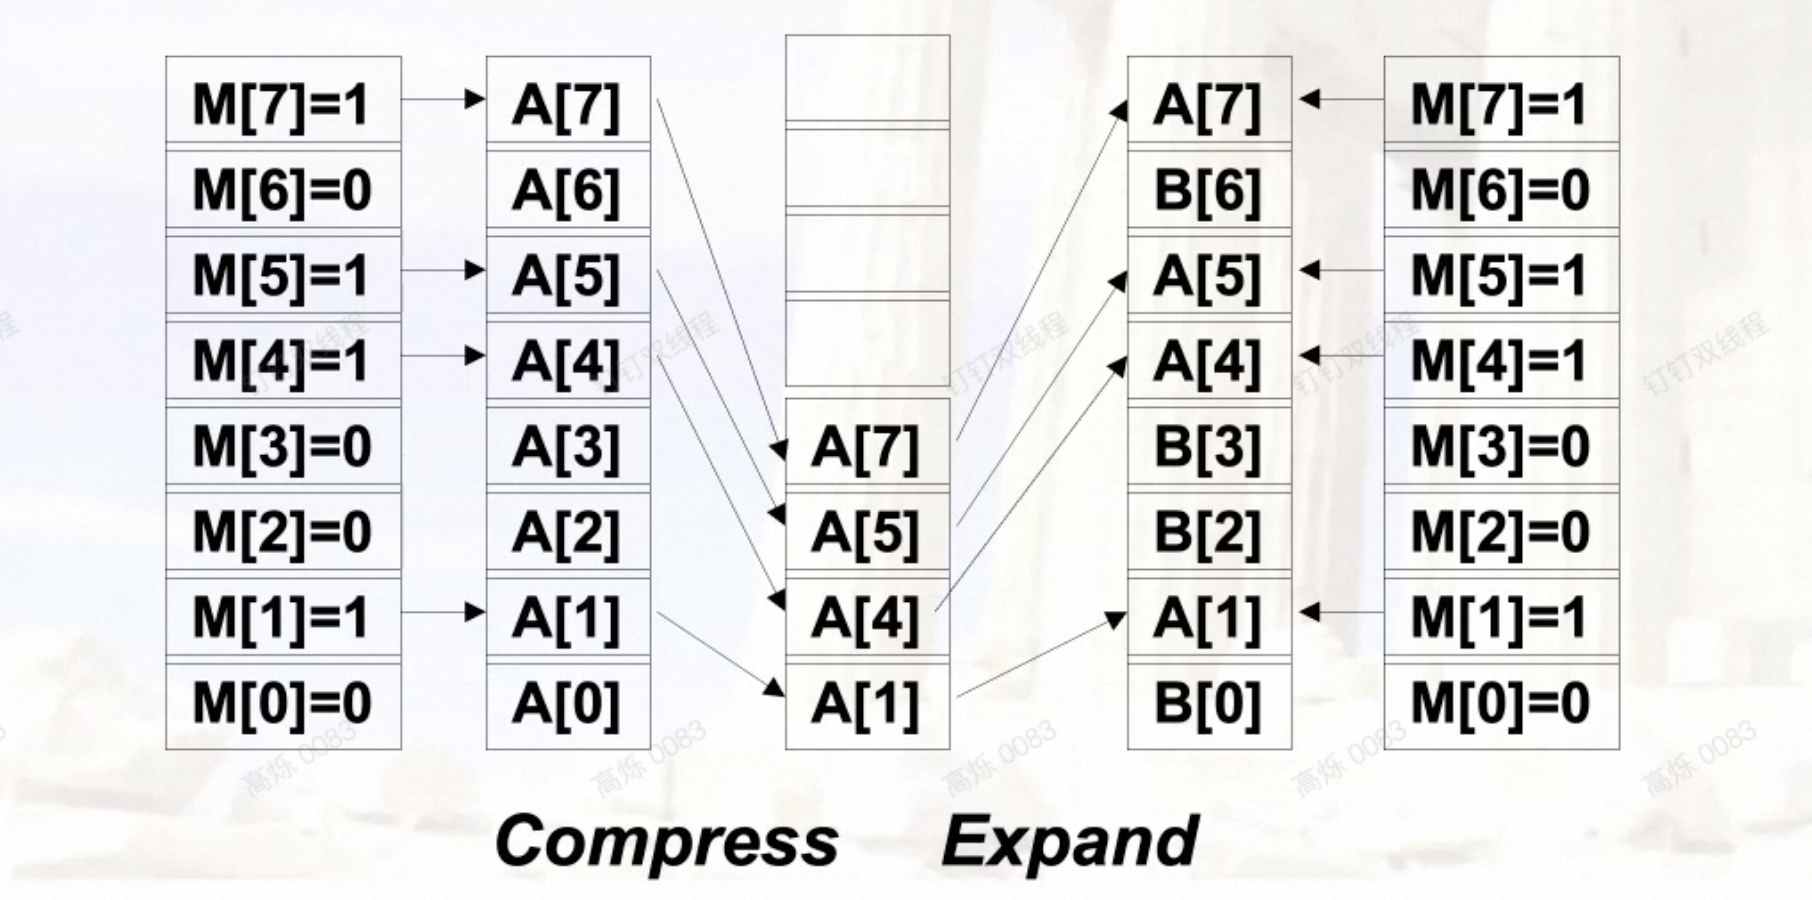 M[7]=1 A[7] A[7] M[7]=1
M[6]=0 A[6] B[6] M[6]=0
M[5]=1 A[5] A[5] M[5]=1
钉钉双线程 钉钉双线程 钉钉双线程 钉钉双线程 钉钉双线程
M[4]=1 A[4] A[4] M[4]=1
M[3]=0 A[3] A[7] B[3] M[3]=0
M[2]=0 A[2] A[5] B[2] M[2]=0
M[1]=1 A[1] A[4] A[1] M[1]=1
M[0]=0 A[0] A[1] B[0] M[0]=0
高烁 0083 高烁 0083 高烁 0083 高烁 0083 高烁 0083
Compress Expand